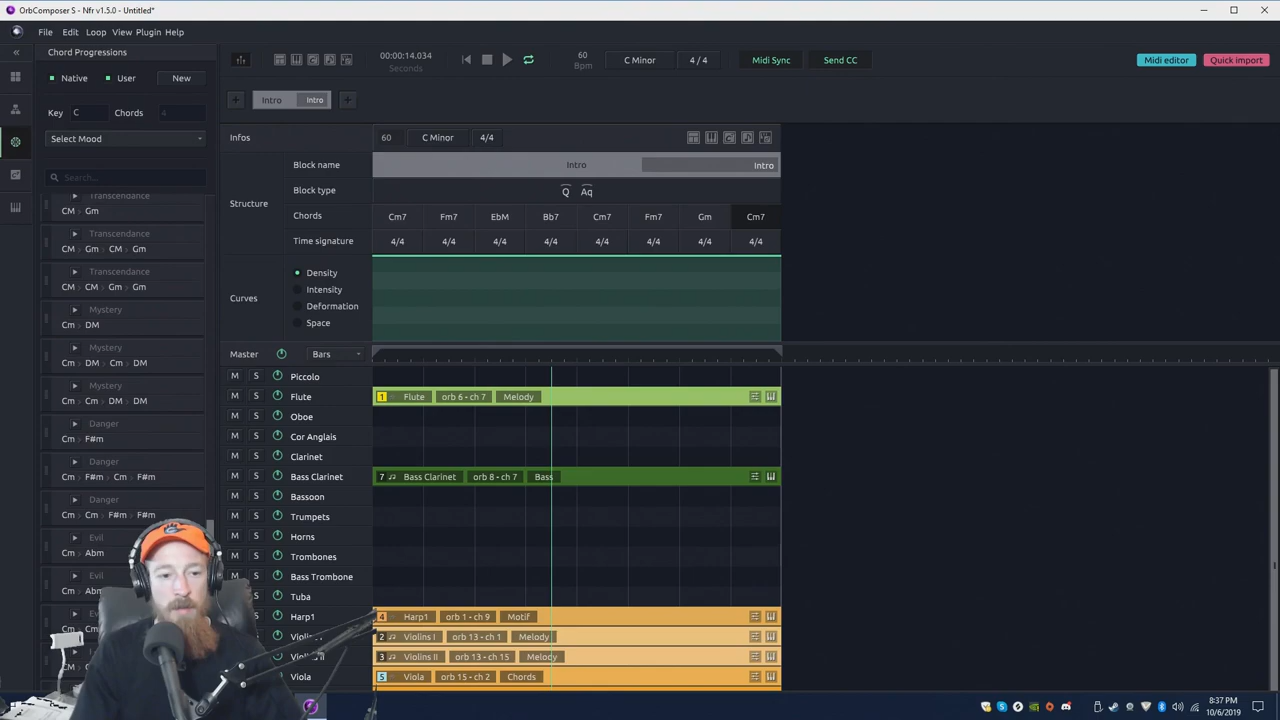 OrbComposer S - Nfr v1.5.0 - Untitled*
File Edit Loop View Plugin Help
Chord Progressions
Native User New
Key C Chords 4
Select Mood
Search...
Transcendance
CM > Gm
Transcendance
CM > Gm > CM > Gm
Transcendance
CM > CM > Gm > Gm
Mystery
Cm > DM
Mystery
Cm > DM > Cm > DM
Mystery
Cm > Cm > DM > DM
Danger
Cm > F#m
Danger
Cm > F#m > Cm > F#m
Danger
Cm > Cm > F#m > F#m
Evil
Cm > Abm
Evil
Cm > Abm
Cm
00:00:14.034
Seconds
60
Bpm
C Minor
4 / 4
Midi Sync
Send CC
Midi editor
Quick import
+ Intro Intro +
Infos 60 C Minor 4/4
Structure
Block name Intro Intro
Block type Q Aq
Chords Cm7 Fm7 EbM Bb7 Cm7 Fm7 Gm Cm7
Time signature 4/4 4/4 4/4 4/4 4/4 4/4 4/4 4/4
Curves
Density
Intensity
Deformation
Space
Master Bars
M S Piccolo
M S Flute 1 Flute orb 6 - ch 7 Melody
M S Oboe
M S Cor Anglais
M S Clarinet
M S Bass Clarinet 7 Bass Clarinet orb 8 - ch 7 Bass
M S Bassoon
M S Trumpets
M S Horns
M S Trombones
M S Bass Trombone
S Tuba
S Harp1 4 Harp1 orb 1 - ch 9 Motif
S 2 Violins I orb 13 - ch 1 Melody
3 Violins II orb 13 - ch 15 Melody
S Viola 5 Viola orb 15 - ch 2 Chords
8:37 PM
10/6/2019